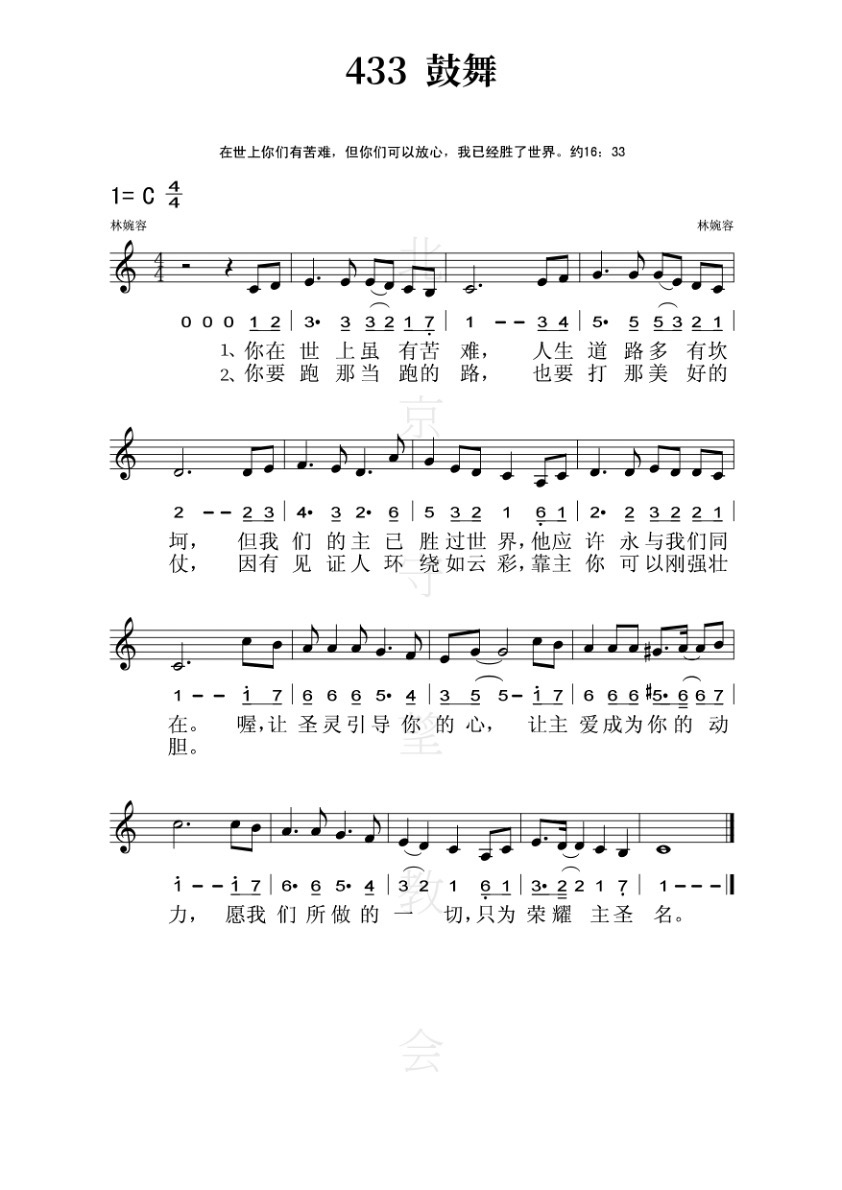 433 鼓舞
在世上你们有苦难，但你们可以放心，我已经胜了世界。约16：33
1= C 4/4
林婉容 林婉容
0 0 0 1 2 | 3· 3 3 2 1 7 | 1 - - 3 4 | 5· 5 5 3 2 1 |
1、你在 世 上虽 有苦 难， 人生 道 路多 有坎
2、你要 跑 那当 跑的 路， 也要 打 那美 好的
2 - - 2 3 | 4· 3 2· 6 | 5 3 2 1 6 1 | 2· 2 3 2 2 1 |
坷， 但我 们 的主 已 胜过世 界，他应 许 永与我们同
仗， 因有 见 证人 环 绕如云 彩，靠主 你 可以刚强壮
1 - - 1 7 | 6 6 6 5· 4 | 3 5 5 - 1 7 | 6 6 6 #5· 6 6 7 |
在。 喔，让 圣灵引导你 的心， 让主 爱成为你的动
胆。
1 - - 1 7 | 6· 6 5· 4 | 3 2 1 6 1 | 3· 2 2 1 7 | 1 - - - ‖
力， 愿我 们所做的 一 切，只为 荣耀 主圣 名。
北京守望教会